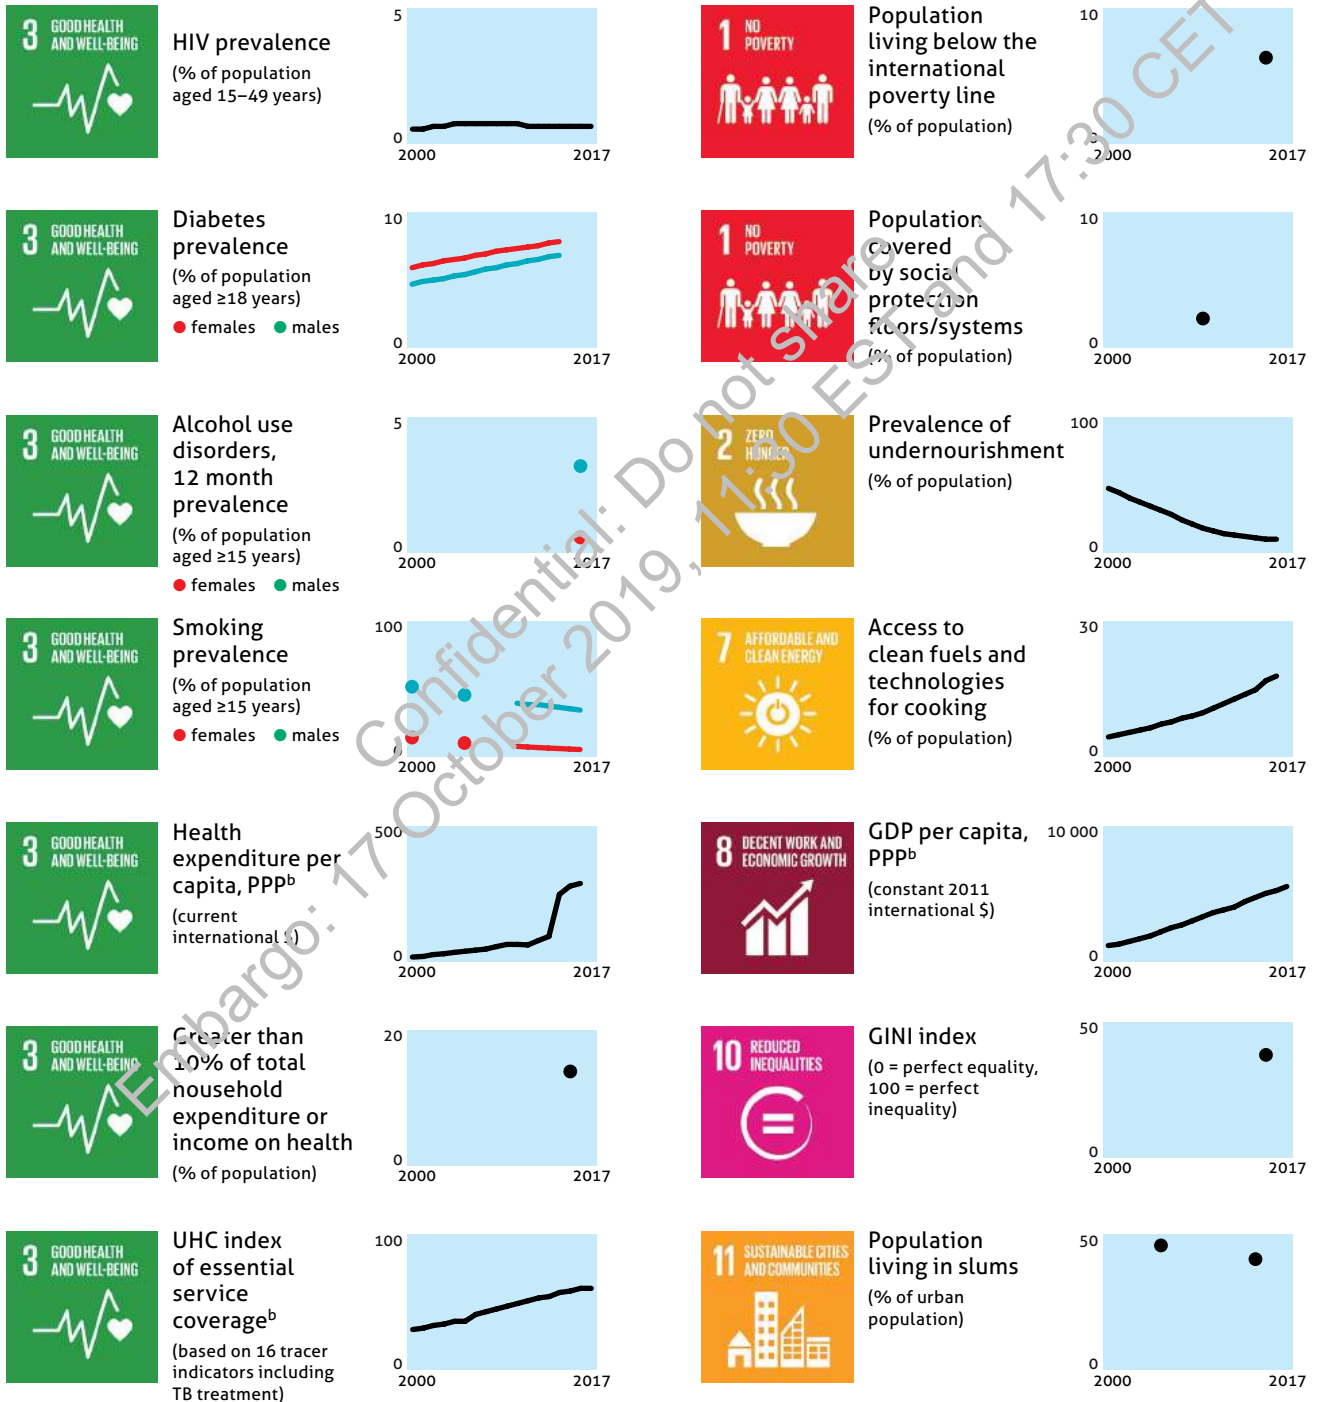 3 GOOD HEALTH
AND WELL-BEING
HIV prevalence
(% of population
aged 15–49 years)
5
0
2000 2017
3 GOOD HEALTH
AND WELL-BEING
Diabetes
prevalence
(% of population
aged ≥18 years)
females males
10
0
2000 2017
3 GOOD HEALTH
AND WELL-BEING
Alcohol use
disorders,
12 month
prevalence
(% of population
aged ≥15 years)
females males
5
0
2000 2017
3 GOOD HEALTH
AND WELL-BEING
Smoking
prevalence
(% of population
aged ≥15 years)
females males
100
0
2000 2017
3 GOOD HEALTH
AND WELL-BEING
Health
expenditure per
capita, PPPᵇ
(current
international $)
500
0
2000 2017
3 GOOD HEALTH
AND WELL-BEING
Greater than
10% of total
household
expenditure or
income on health
(% of population)
20
0
2000 2017
3 GOOD HEALTH
AND WELL-BEING
UHC index
of essential
service
coverageᵇ
(based on 16 tracer
indicators including
TB treatment)
100
0
2000 2017
1 NO
POVERTY
Population
living below the
international
poverty line
(% of population)
10
0
2000 2017
1 NO
POVERTY
Population
covered
by social
protection
floors/systems
(% of population)
10
0
2000 2017
2 ZERO
HUNGER
Prevalence of
undernourishment
(% of population)
100
0
2000 2017
7 AFFORDABLE AND
CLEAN ENERGY
Access to
clean fuels and
technologies
for cooking
(% of population)
30
0
2000 2017
8 DECENT WORK AND
ECONOMIC GROWTH
GDP per capita,
PPPᵇ
(constant 2011
international $)
10 000
0
2000 2017
10 REDUCED
INEQUALITIES
GINI index
(0 = perfect equality,
100 = perfect
inequality)
50
0
2000 2017
11 SUSTAINABLE CITIES
AND COMMUNITIES
Population
living in slums
(% of urban
population)
50
0
2000 2017
Confidential: Do not share
Embargo: 17 October 2019, 11:30 EST and 17:30 CET